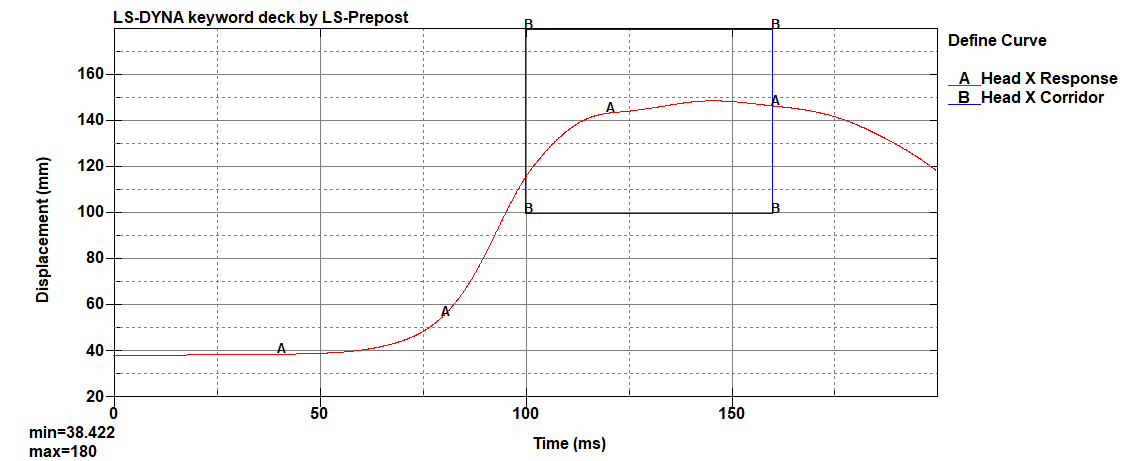 LS-DYNA keyword deck by LS-Prepost
Define Curve
A Head X Response
B Head X Corridor
Displacement (mm)
160
140
120
100
80
60
40
20
B B
A A
B B
A
A
0 50 100 150
min=38.422
max=180
Time (ms)